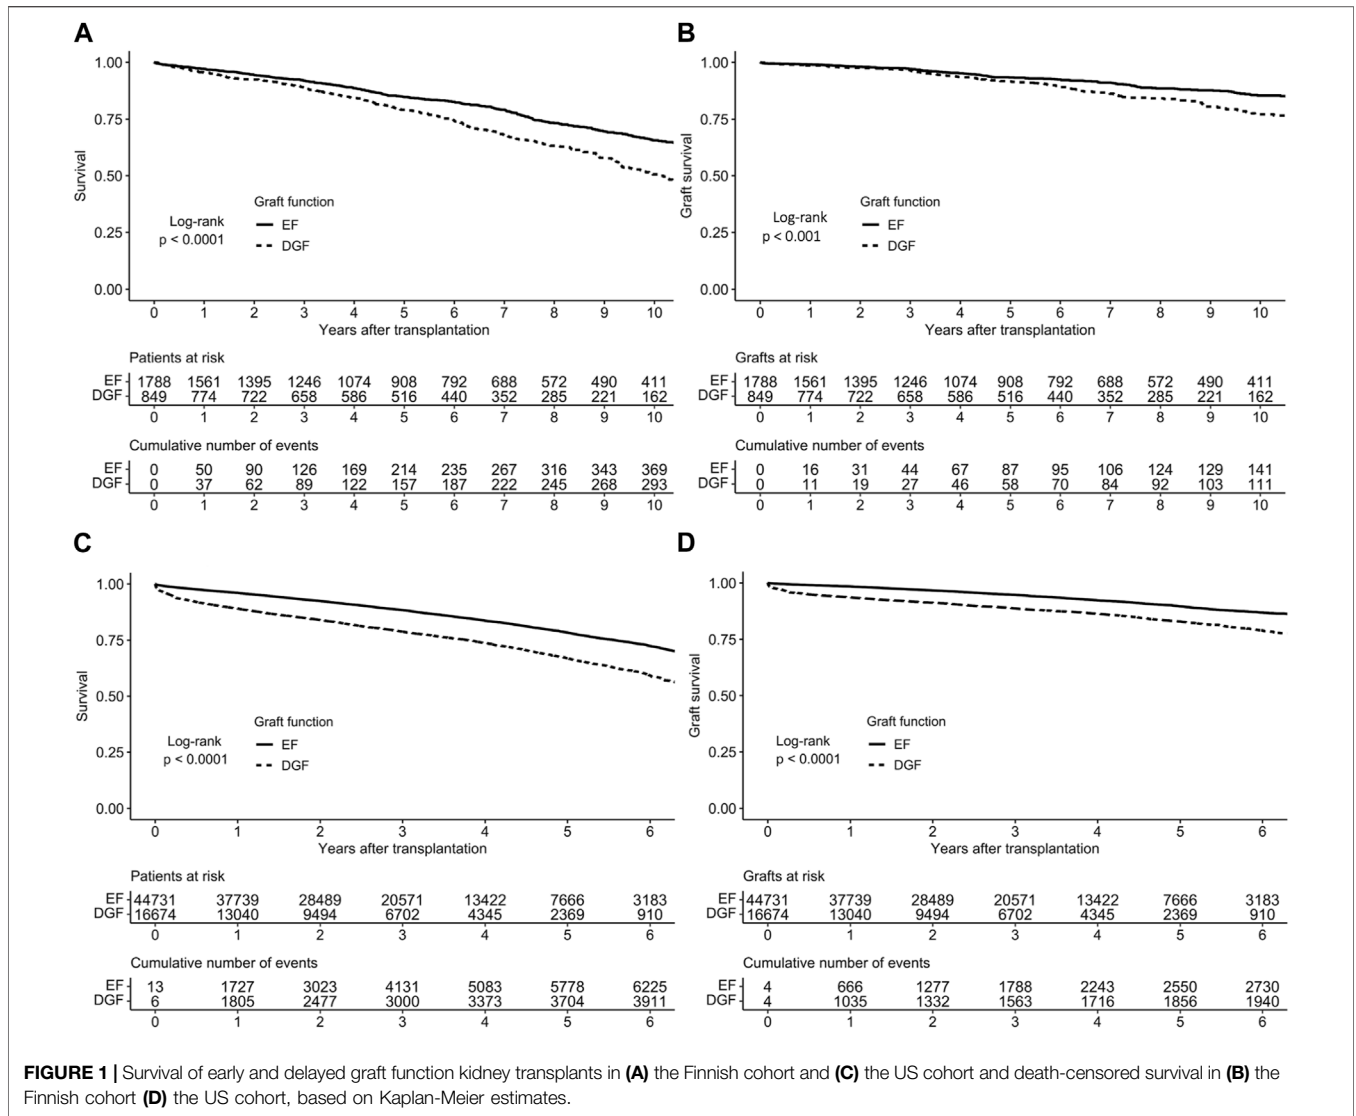 A
1.00
0.75
0.50
0.25
0.00
Survival
Graft function
Log-rank
p < 0.0001
EF
DGF
0 1 2 3 4 5 6 7 8 9 10
Years after transplantation
Patients at risk
EF 1788 1561 1395 1246 1074 908 792 688 572 490 411
DGF 849 774 722 658 586 516 440 352 285 221 162
0 1 2 3 4 5 6 7 8 9 10
Cumulative number of events
EF 0 50 90 126 169 214 235 267 316 343 369
DGF 0 37 62 89 122 157 187 222 245 268 293
0 1 2 3 4 5 6 7 8 9 10
B
1.00
0.75
0.50
0.25
0.00
Graft survival
Graft function
Log-rank
p < 0.001
EF
DGF
0 1 2 3 4 5 6 7 8 9 10
Years after transplantation
Grafts at risk
EF 1788 1561 1395 1246 1074 908 792 688 572 490 411
DGF 849 774 722 658 586 516 440 352 285 221 162
0 1 2 3 4 5 6 7 8 9 10
Cumulative number of events
EF 0 16 31 44 67 87 95 106 124 129 141
DGF 0 11 19 27 46 58 70 84 92 103 111
0 1 2 3 4 5 6 7 8 9 10
C
1.00
0.75
0.50
0.25
0.00
Survival
Graft function
Log-rank
p < 0.0001
EF
DGF
0 1 2 3 4 5 6
Years after transplantation
Patients at risk
EF 44731 37739 28489 20571 13422 7666 3183
DGF 16674 13040 9494 6702 4345 2369 910
0 1 2 3 4 5 6
Cumulative number of events
EF 13 1727 3023 4131 5083 5778 6225
DGF 6 1805 2477 3000 3373 3704 3911
0 1 2 3 4 5 6
D
1.00
0.75
0.50
0.25
0.00
Graft survival
Graft function
Log-rank
p < 0.0001
EF
DGF
0 1 2 3 4 5 6
Years after transplantation
Grafts at risk
EF 44731 37739 28489 20571 13422 7666 3183
DGF 16674 13040 9494 6702 4345 2369 910
0 1 2 3 4 5 6
Cumulative number of events
EF 4 666 1277 1788 2243 2550 2730
DGF 4 1035 1332 1563 1716 1856 1940
0 1 2 3 4 5 6
FIGURE 1 | Survival of early and delayed graft function kidney transplants in (A) the Finnish cohort and (C) the US cohort and death-censored survival in (B) the
Finnish cohort (D) the US cohort, based on Kaplan-Meier estimates.